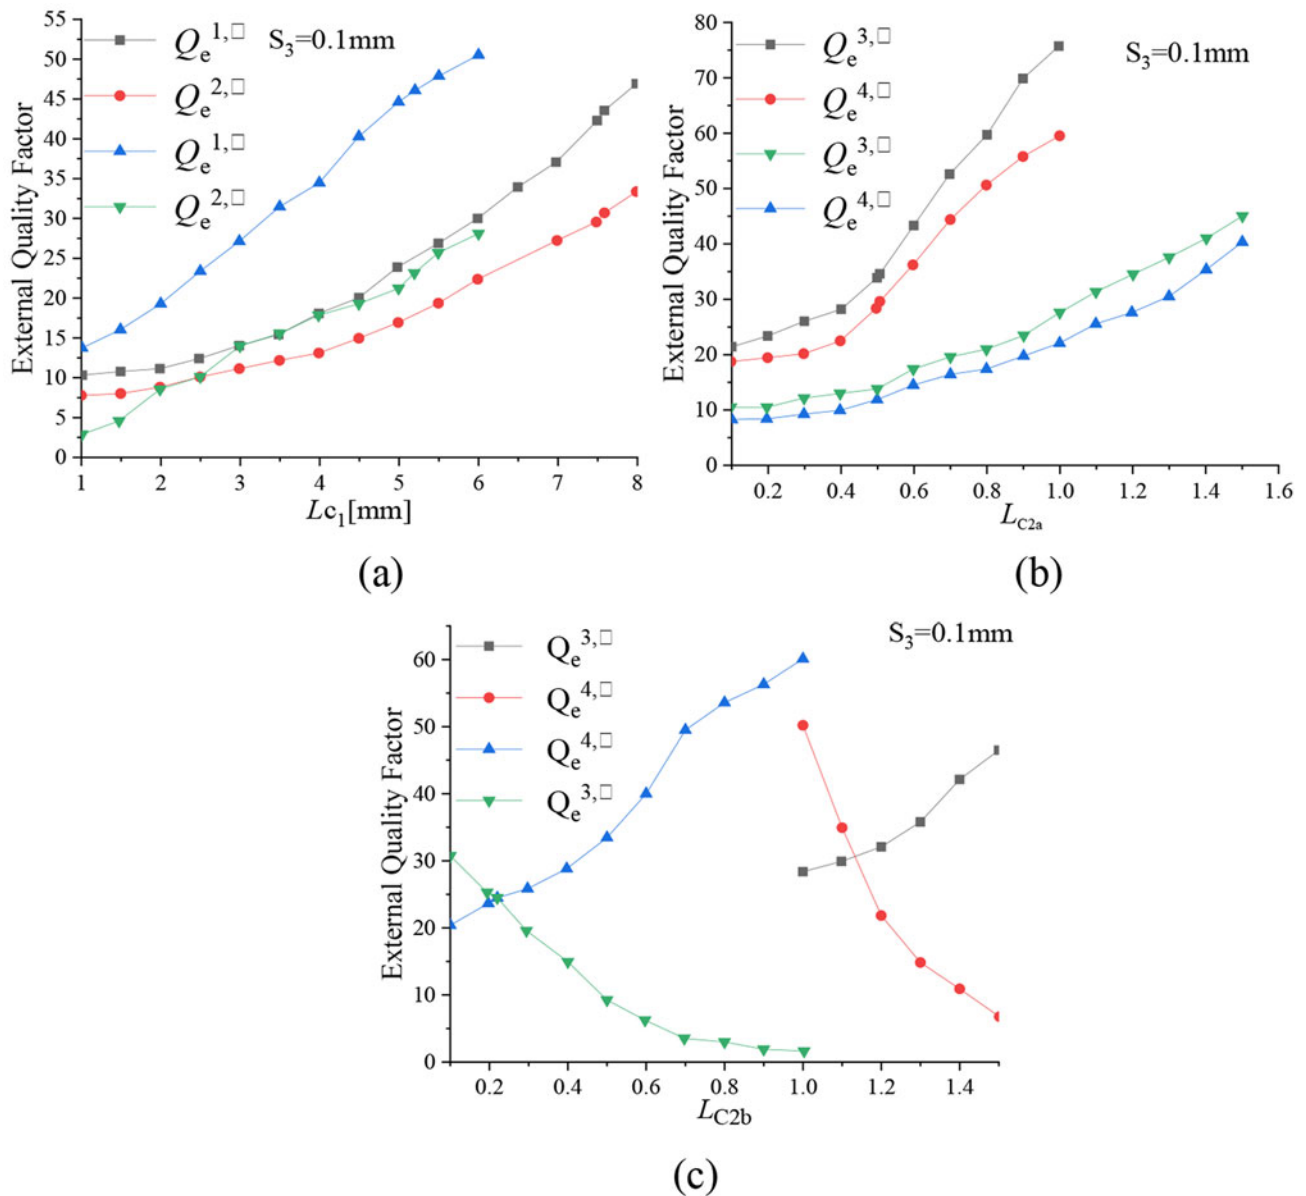 Qe1,□
Qe2,□
Qe1,□
Qe2,□
S3=0.1mm
External Quality Factor
55
50
45
40
35
30
25
20
15
10
5
0
1 2 3 4 5 6 7 8
Lc1[mm]
(a)
Qe3,□
Qe4,□
Qe3,□
Qe4,□
S3=0.1mm
External Quality Factor
80
70
60
50
40
30
20
10
0
0.2 0.4 0.6 0.8 1.0 1.2 1.4 1.6
LC2a
(b)
Qe3,□
Qe4,□
Qe4,□
Qe3,□
S3=0.1mm
External Quality Factor
60
50
40
30
20
10
0
0.2 0.4 0.6 0.8 1.0 1.2 1.4
LC2b
(c)